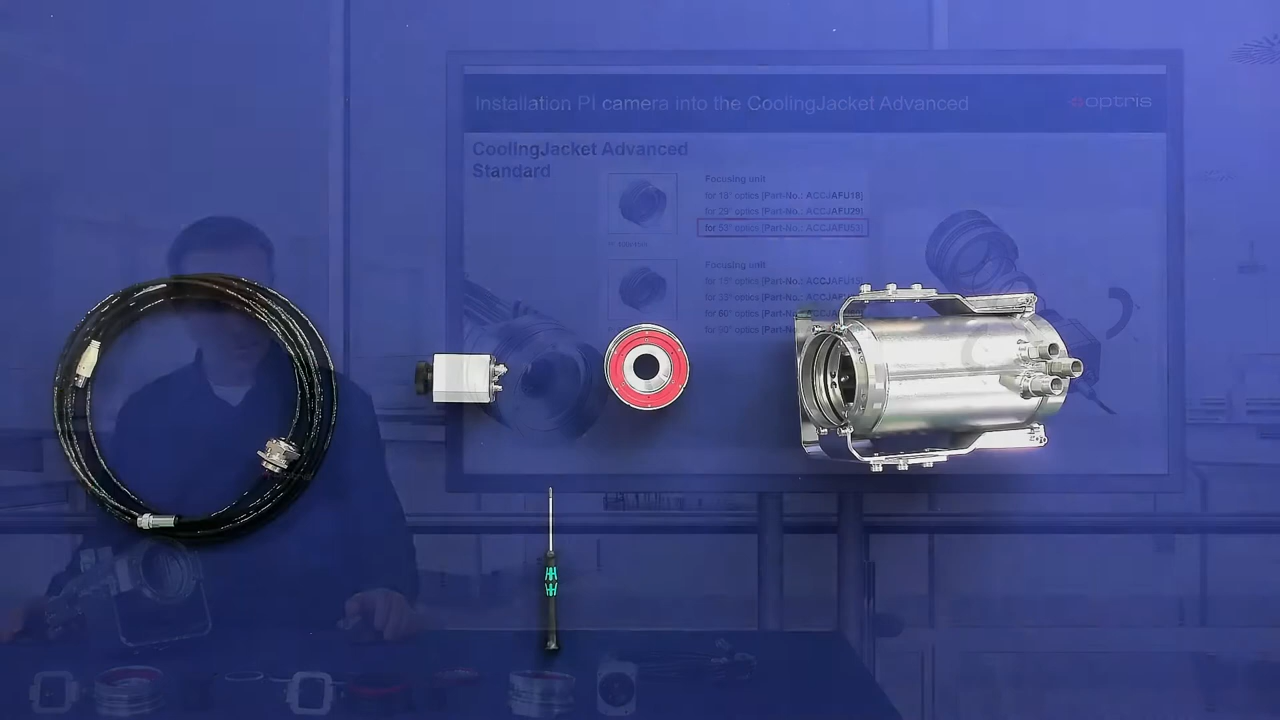 Installation PI camera into the CoolingJacket Advanced
optris
CoolingJacket Advanced
Standard
Focusing unit
for 18° optics [Part-No.: ACCJAFU18]
for 29° optics [Part-No.: ACCJAFU29]
for 53° optics [Part-No.: ACCJAFU53]
Focusing unit
for 15° optics [Part-No.: ACCJAFU15]
for 33° optics [Part-No.:
for 60° optics [Part-No.:
for 90° optics [Part-No.: